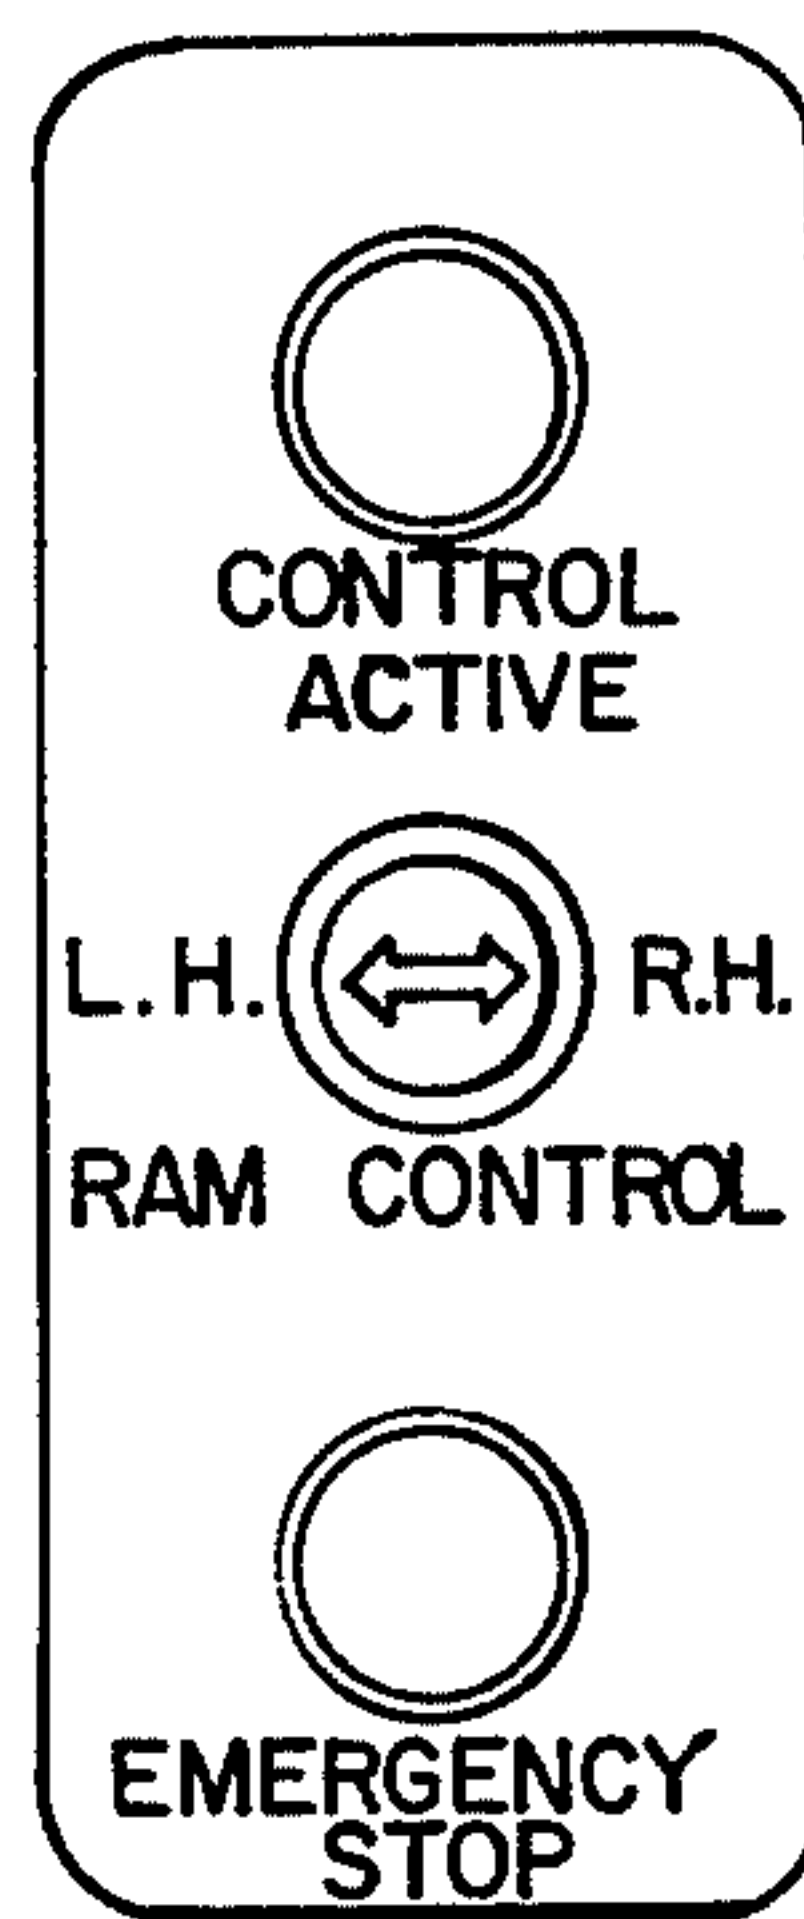 CONTROL
ACTIVE
L.H. R.H.
RAM CONTROL
EMERGENCY
STOP